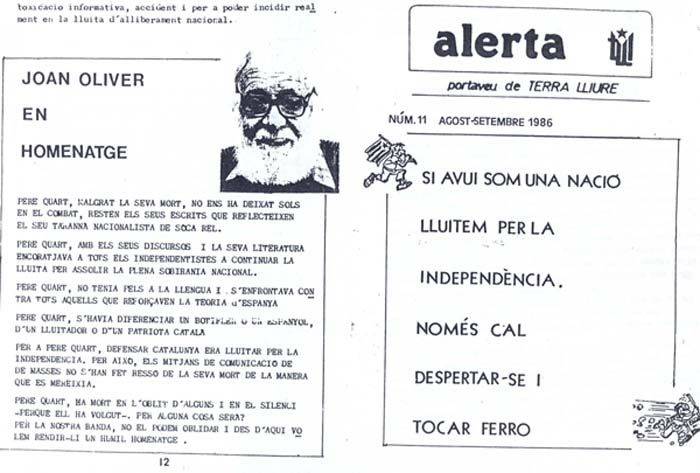 toxicació informativa, accident i per a poder incidir real
ment en la lluita d'alliberament nacional.
JOAN OLIVER
EN
HOMENATGE
PERE QUART, MALGRAT LA SEVA MORT, NO ENS HA DEIXAT SOLS
EN EL COMBAT, RESTEN ELS SEUS ESCRITS QUE REFLECTEIXEN
EL SEU TARANNA NACIONALISTA DE SOCA REL.
PERE QUART, AMB ELS SEUS DISCURSOS I LA SEVA LITERATURA
ENCORATJAVA A TOTS ELS INDEPENDENTISTES A CONTINUAR LA
LLUITA PER ASSOLIR LA PLENA SOBIRANIA NACIONAL.
PERE QUART, NO TENIA PELS A LA LLENGUA I S'ENFRONTAVA CON
TRA TOTS AQUELLS QUE REFORÇAVEN LA TEORIA d'ESPANYA
PERE QUART, S'HAVIA DIFERENCIAR UN BOTIFLER O UN ESPANYOL,
D'UN LLUITADOR O D'UN PATRIOTA CATALA
PER A PERE QUART, DEFENSAR CATALUNYA ERA LLUITAR PER LA
INDEPENDENCIA. PER AIXO, ELS MITJANS DE COMUNICACIO DE
DE MASSES NO S'HAN FET RESSO DE LA SEVA MORT DE LA MANERA
QUE ES MEREIXIA.
PERE QUART, HA MORT EN L'OBLIT D'ALGUNS I EN EL SILENCI
-PERQUE ELL HA VOLGUT-. PER ALGUNA COSA SERA?
PER LA NOSTRA BANDA, NO EL PODEM OBLIDAR I DES D'AQUI VO
LEM RENDIR-LI UN HUMIL HOMENATGE.
12
alerta
portaveu de TERRA LLIURE
NÚM. 11 AGOST-SETEMBRE 1986
SI AVUI SOM UNA NACIÓ
LLUITEM PER LA
INDEPENDÈNCIA.
NOMÉS CAL
DESPERTAR-SE I
TOCAR FERRO